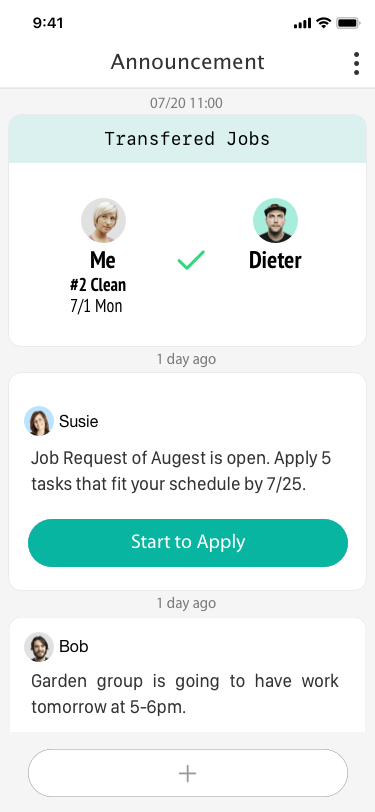 9:41
Announcement
07/20 11:00
Transfered Jobs
Me
Dieter
#2 Clean
7/1 Mon
1 day ago
Susie
Job Request of Augest is open. Apply 5
tasks that fit your schedule by 7/25.
Start to Apply
1 day ago
Bob
Garden group is going to have work
tomorrow at 5-6pm.